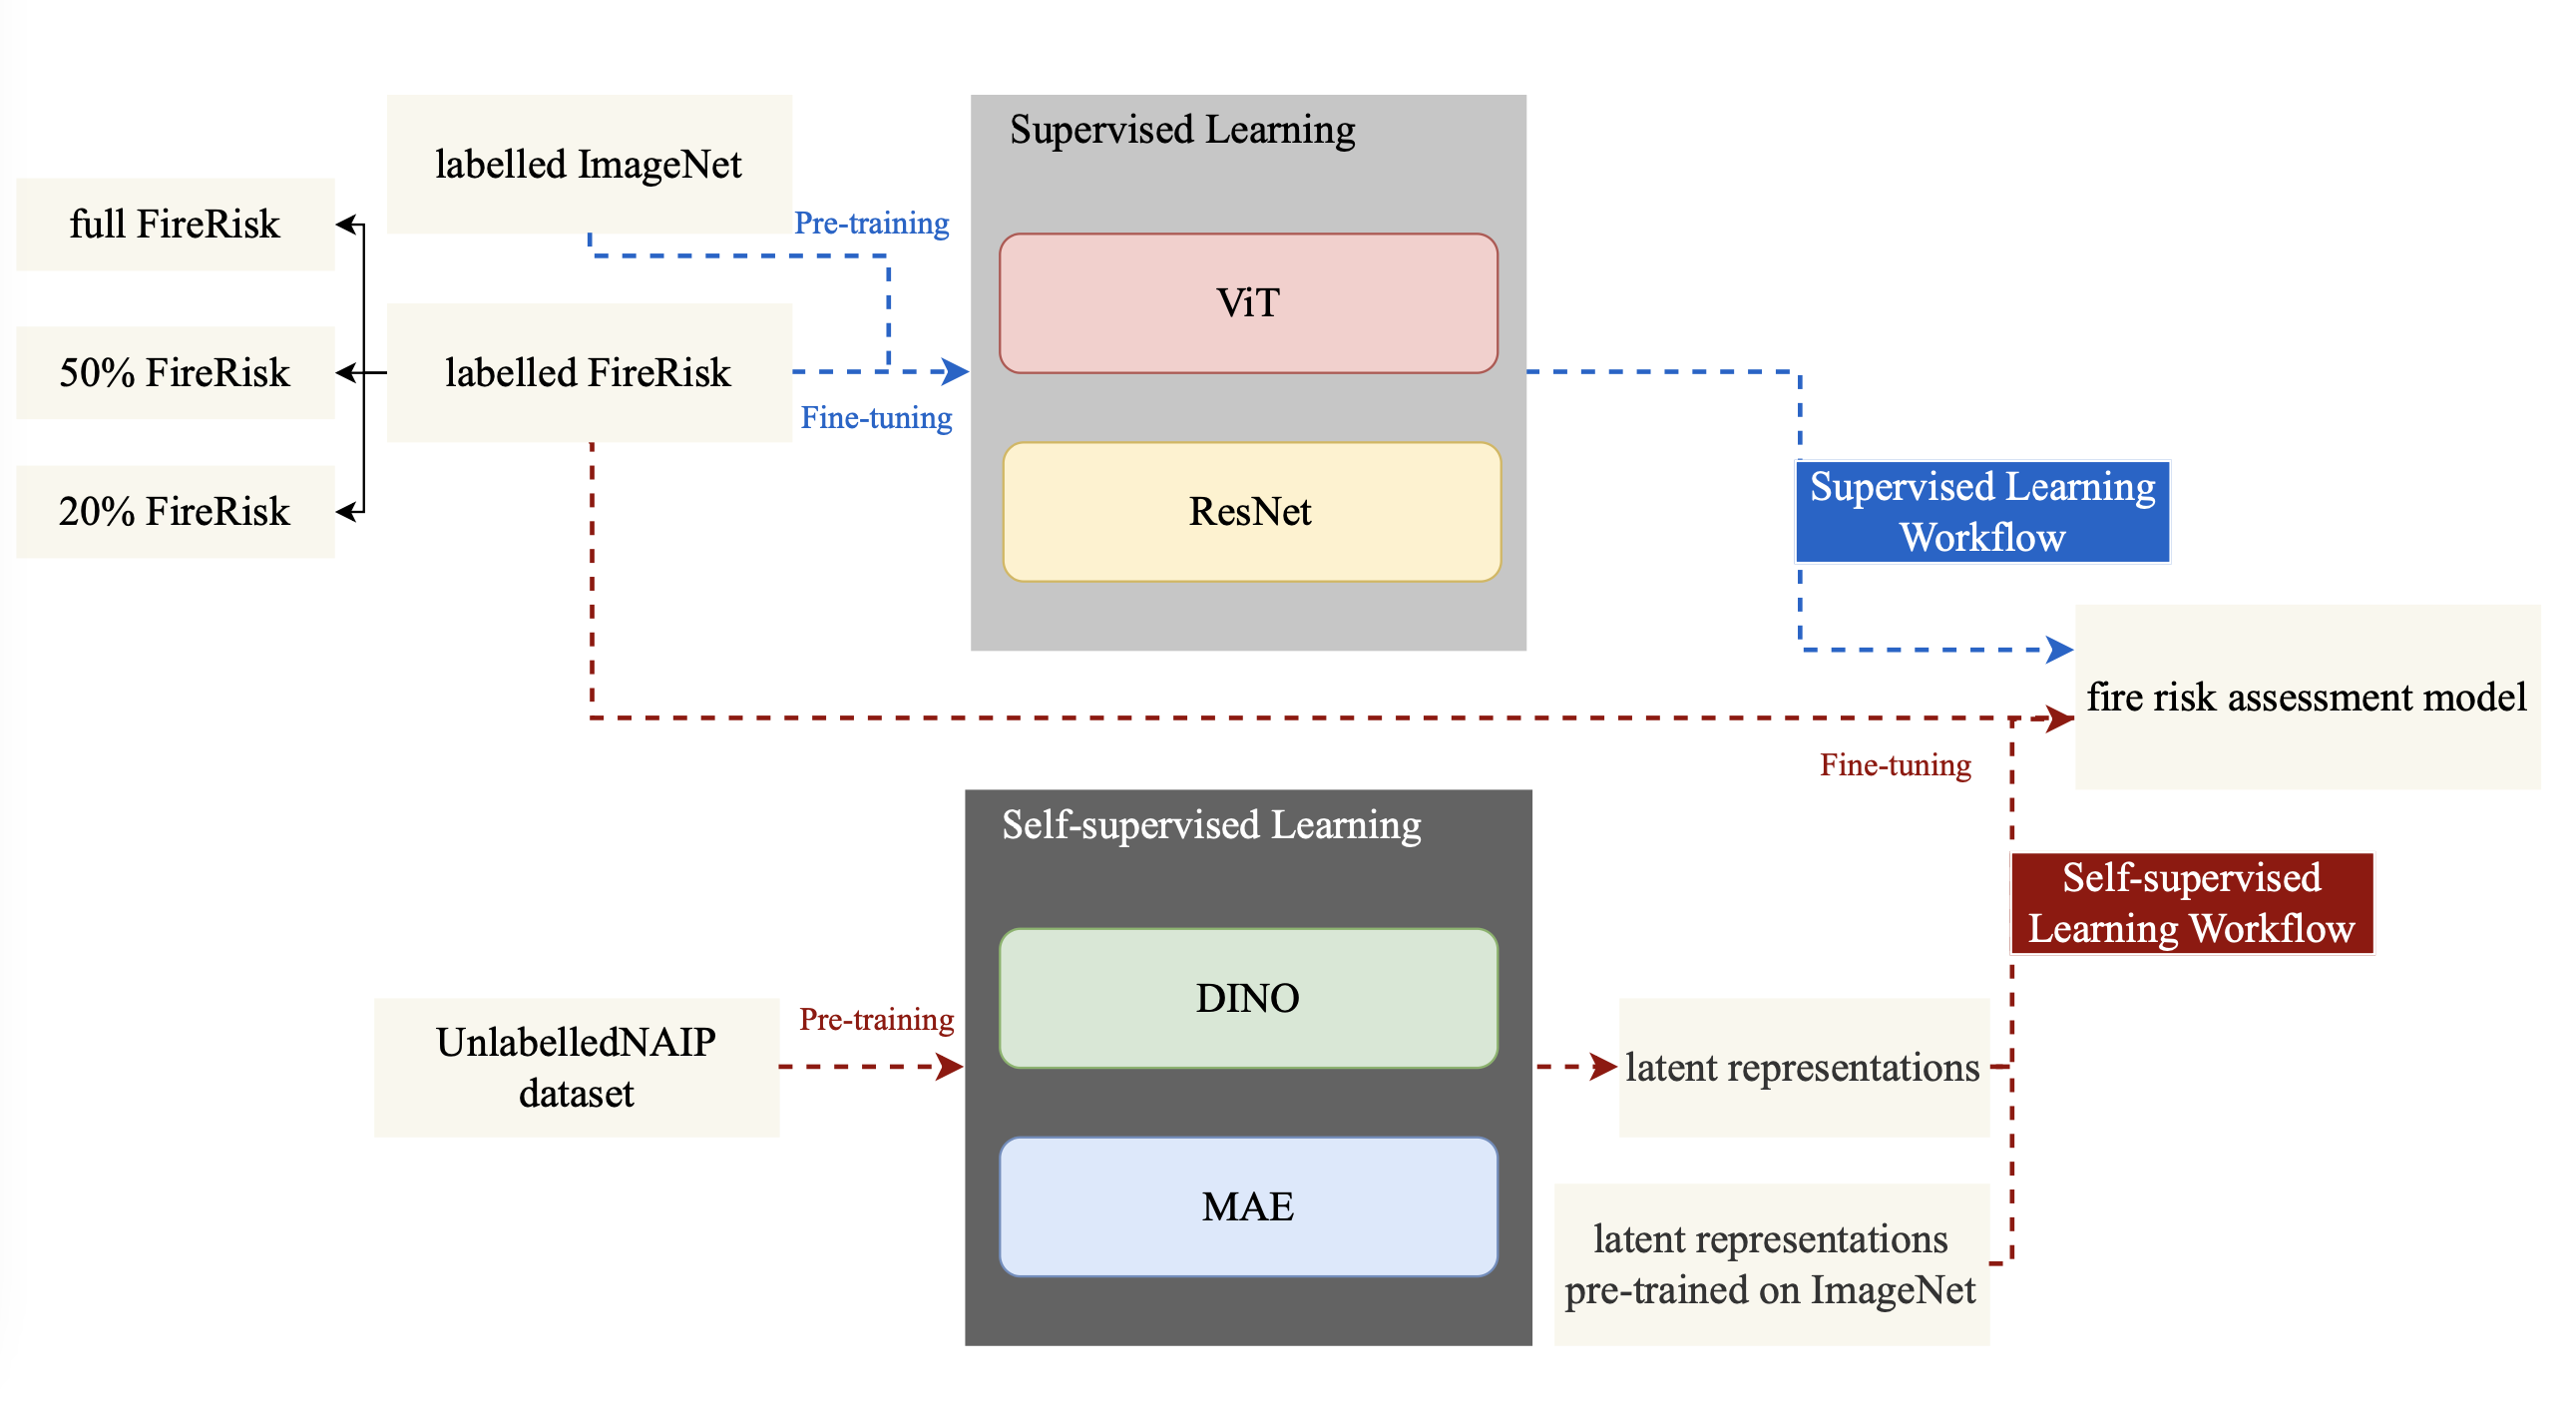 labelled ImageNet
full FireRisk
50% FireRisk
20% FireRisk
labelled FireRisk
Pre-training
Fine-tuning
Supervised Learning
ViT
ResNet
Supervised Learning
Workflow
fire risk assessment model
Fine-tuning
Self-supervised
Learning Workflow
UnlabelledNAIP
dataset
Pre-training
Self-supervised Learning
DINO
MAE
latent representations
latent representations
pre-trained on ImageNet